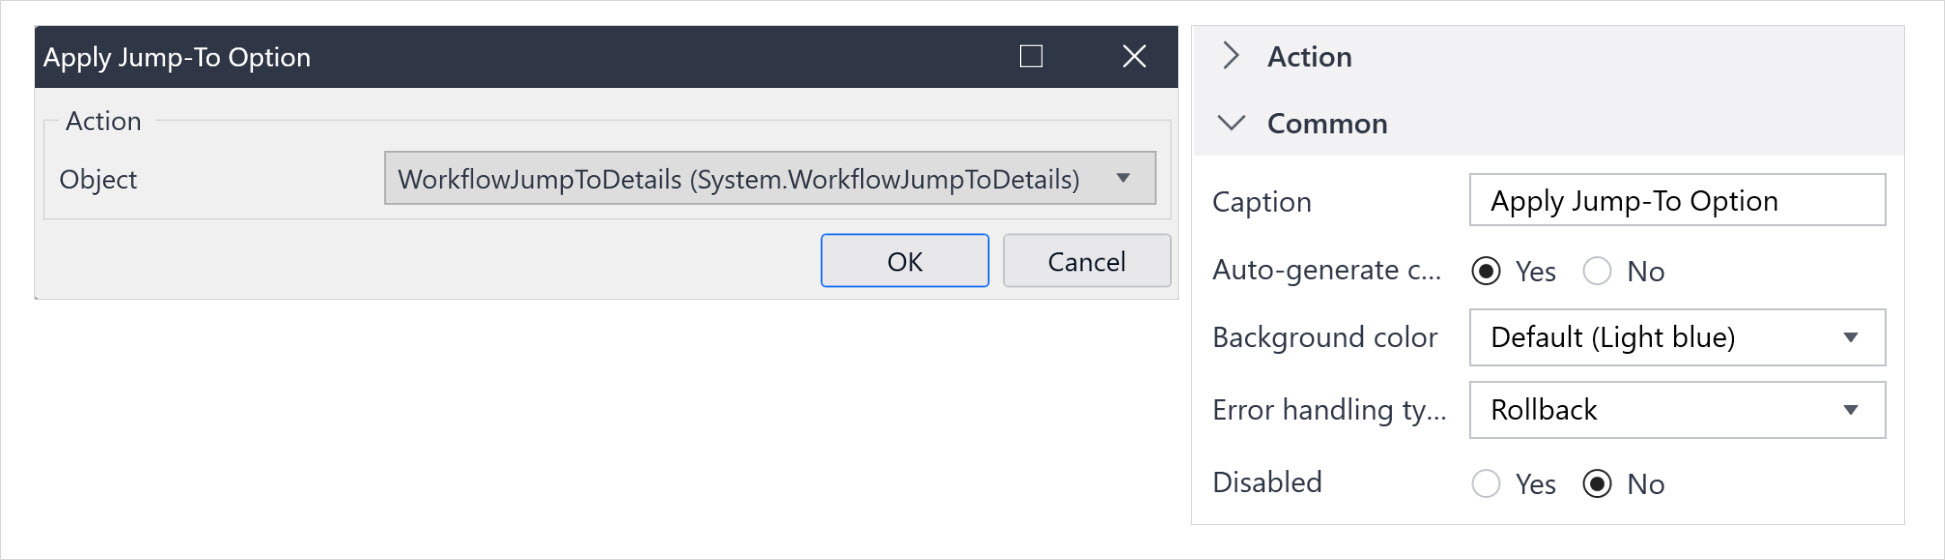 Apply Jump-To Option
Action
Object
WorkflowJumpToDetails (System.WorkflowJumpToDetails)
OK
Cancel
Action
Common
Caption
Apply Jump-To Option
Auto-generate c...
Yes
No
Background color
Default (Light blue)
Error handling ty...
Rollback
Disabled
Yes
No